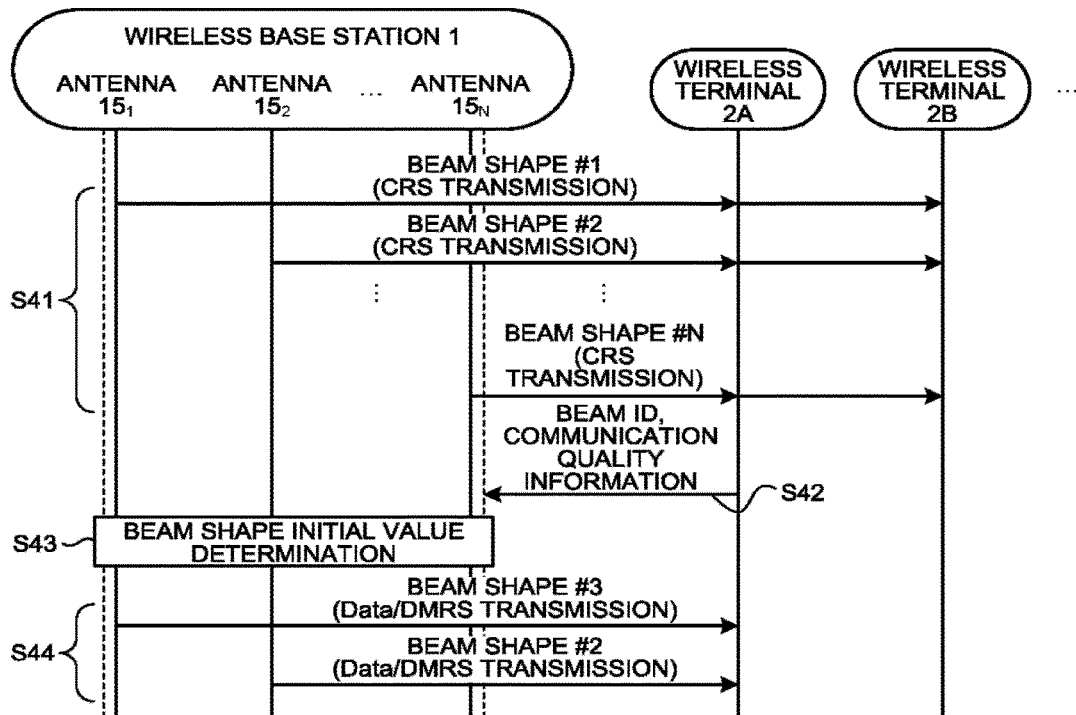 WIRELESS BASE STATION 1
ANTENNA 15₁
ANTENNA 15₂
...
ANTENNA 15N
WIRELESS
TERMINAL
2A
WIRELESS
TERMINAL
2B
...
BEAM SHAPE #1
(CRS TRANSMISSION)
BEAM SHAPE #2
(CRS TRANSMISSION)
S41
BEAM SHAPE #N
(CRS
TRANSMISSION)
BEAM ID,
COMMUNICATION
QUALITY
INFORMATION
S42
S43
BEAM SHAPE INITIAL VALUE
DETERMINATION
BEAM SHAPE #3
(Data/DMRS TRANSMISSION)
S44
BEAM SHAPE #2
(Data/DMRS TRANSMISSION)